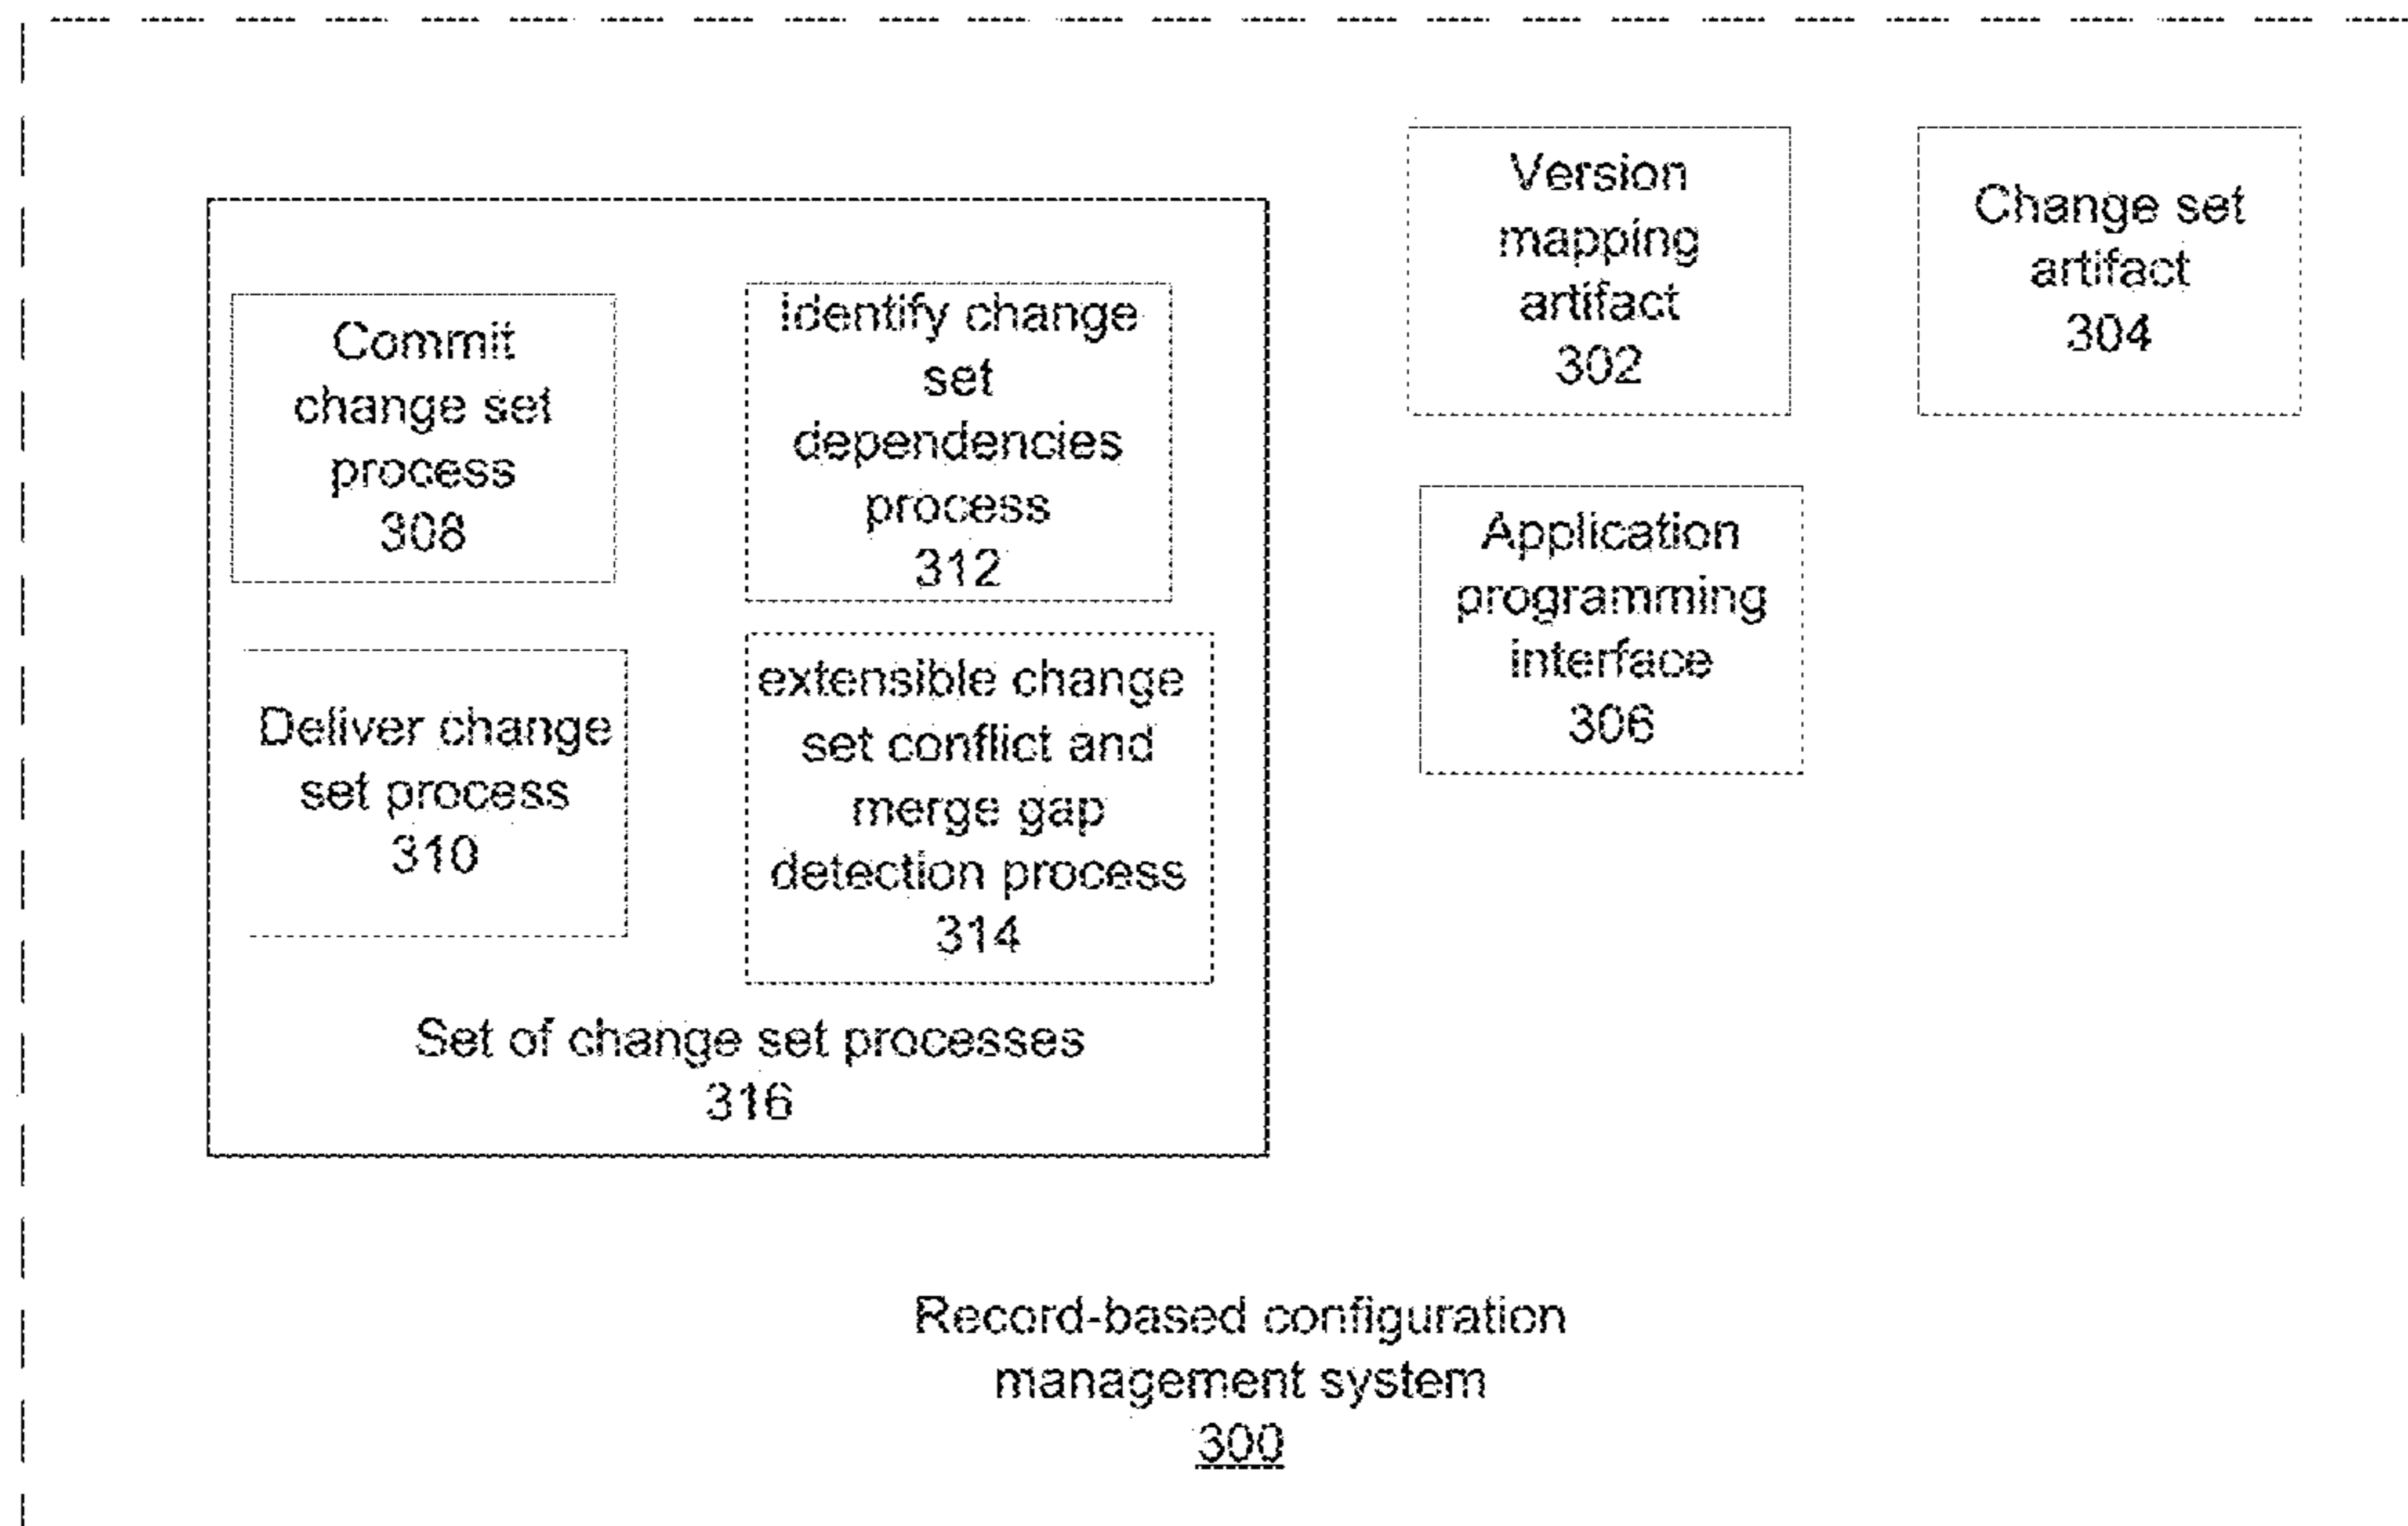 Commit
change set
process
308
identify change
set
dependencies
process
312
Deliver change
set process
310
extensible change
set conflict and
merge gap
detection process
314
Set of change set processes
316
Version
mapping
artifact
302
Change set
artifact
304
Application
programming
interface
306
Record-based configuration
management system
300